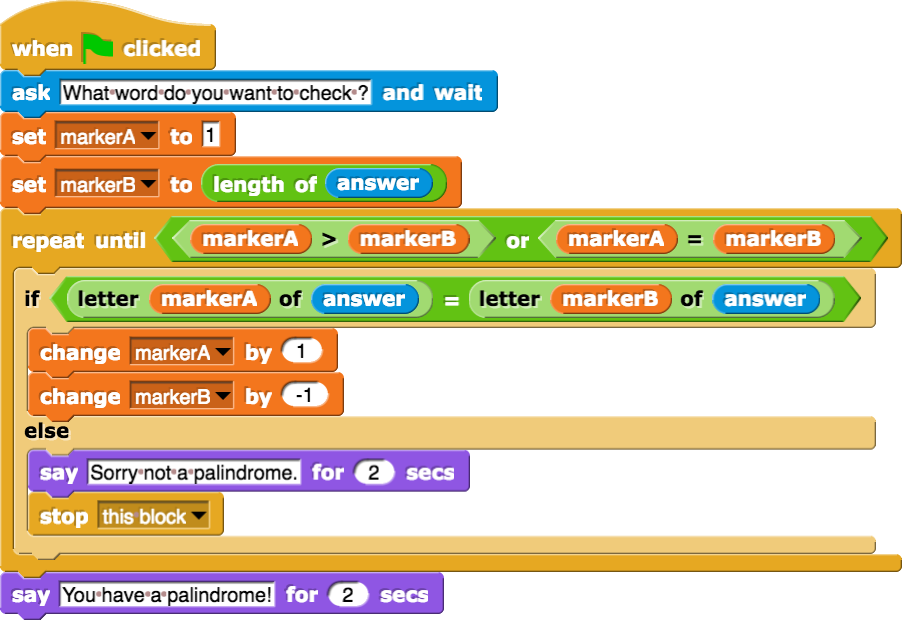 when clicked
ask What word do you want to check ? and wait
set markerA to 1
set markerB to length of answer
repeat until markerA > markerB or markerA = markerB
if letter markerA of answer = letter markerB of answer
change markerA by 1
change markerB by -1
else
say Sorry not a palindrome. for 2 secs
stop this block
say You have a palindrome! for 2 secs